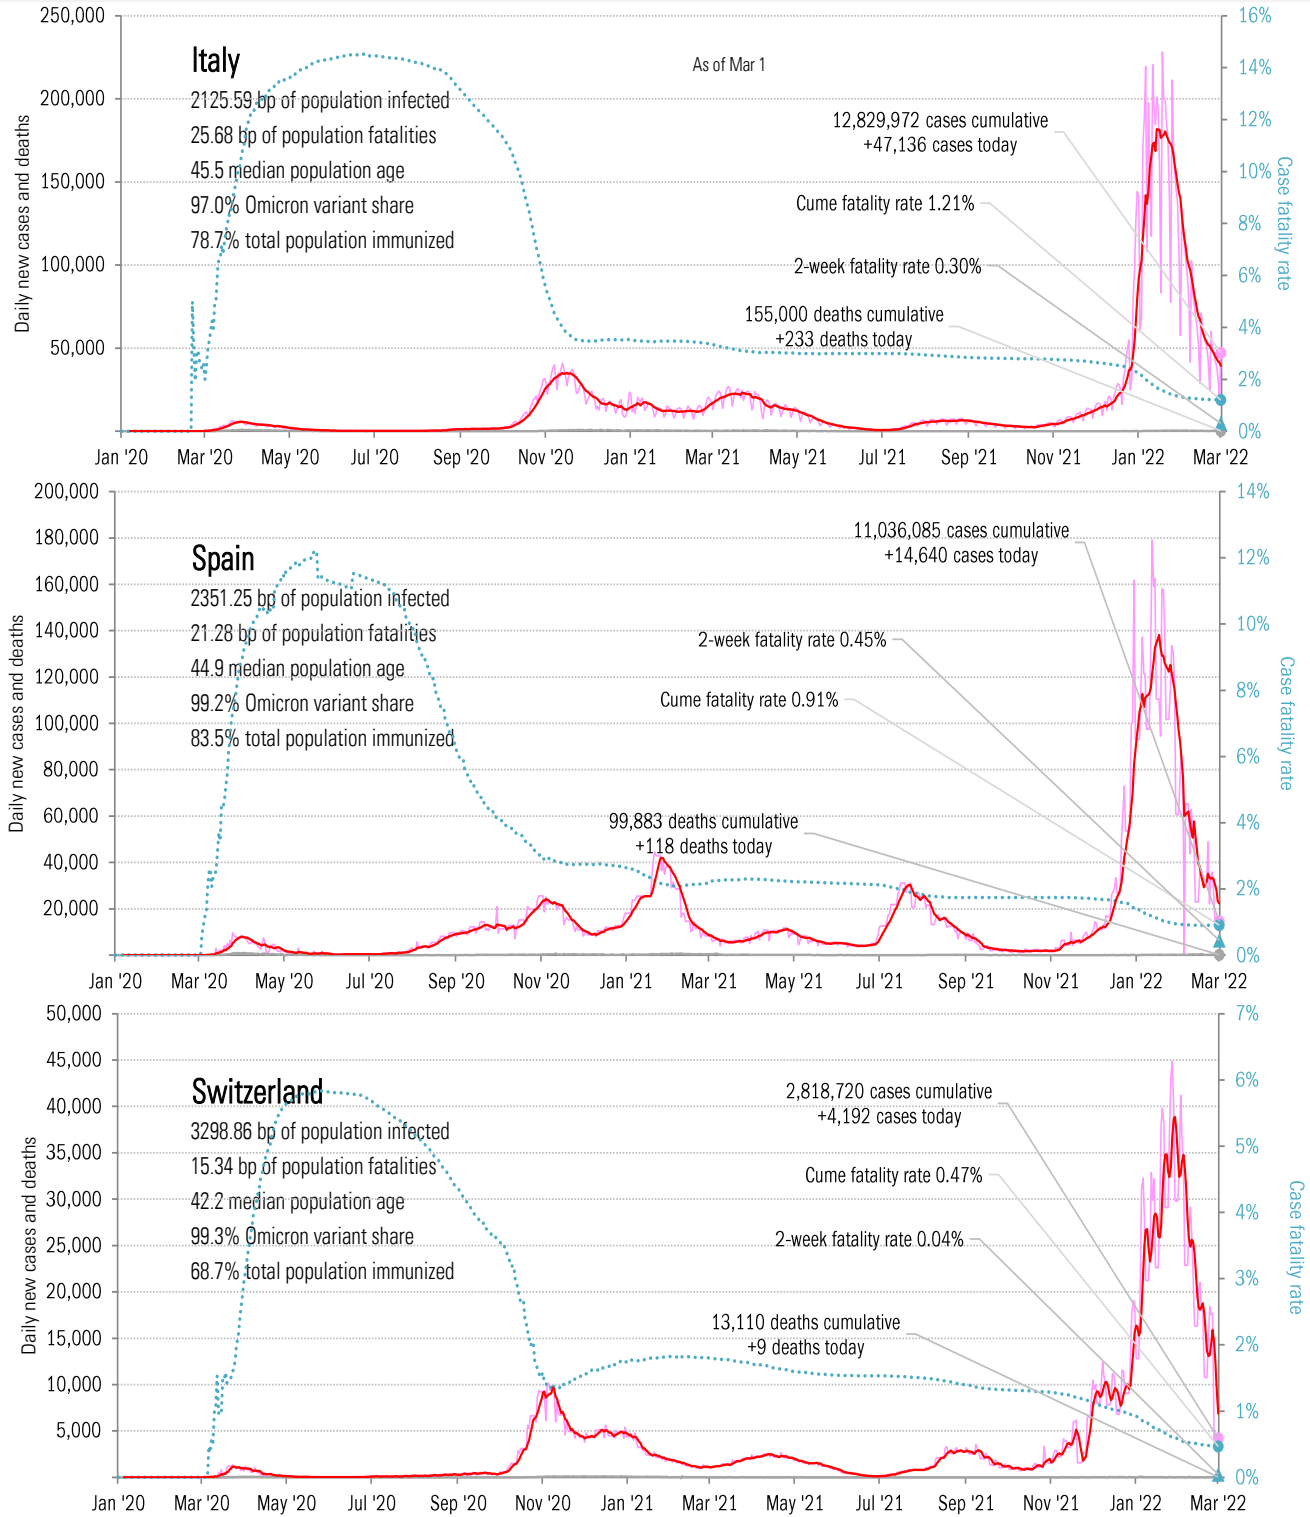 250,000
16%
Italy
As of Mar 1
14%
2125.59 bp of population infected
200,000
12,829,972 cases cumulative
12%
25.68 bp of population fatalities
+47,136 cases today
45.5 median population age
10%
150,000
97.0% Omicron variant share
Cume fatality rate 1.21%
8%
78.7% total population immunized
100,000
2-week fatality rate 0.30%
6%
155,000 deaths cumulative
4%
+233 deaths today
50,000
2%
0%
Daily new cases and deaths
Case fatality rate
Jan '20 Mar '20 May '20 Jul '20 Sep '20 Nov '20 Jan '21 Mar '21 May '21 Jul '21 Sep '21 Nov '21 Jan '22 Mar '22
200,000
14%
180,000
11,036,085 cases cumulative
+14,640 cases today
Spain
12%
160,000
2351.25 bp of population infected
140,000
21.28 bp of population fatalities
10%
2-week fatality rate 0.45%
120,000
44.9 median population age
8%
99.2% Omicron variant share
Cume fatality rate 0.91%
100,000
83.5% total population immunized
6%
80,000
60,000
99,883 deaths cumulative
4%
+118 deaths today
40,000
2%
20,000
0%
Daily new cases and deaths
Case fatality rate
Jan '20 Mar '20 May '20 Jul '20 Sep '20 Nov '20 Jan '21 Mar '21 May '21 Jul '21 Sep '21 Nov '21 Jan '22 Mar '22
50,000
7%
45,000
6%
Switzerland
2,818,720 cases cumulative
40,000
+4,192 cases today
3298.86 bp of population infected
5%
35,000
15.34 bp of population fatalities
Cume fatality rate 0.47%
30,000
42.2 median population age
4%
25,000
99.3% Omicron variant share
2-week fatality rate 0.04%
68.7% total population immunized
3%
20,000
13,110 deaths cumulative
15,000
+9 deaths today
2%
10,000
1%
5,000
0%
Daily new cases and deaths
Case fatality rate
Jan '20 Mar '20 May '20 Jul '20 Sep '20 Nov '20 Jan '21 Mar '21 May '21 Jul '21 Sep '21 Nov '21 Jan '22 Mar '22